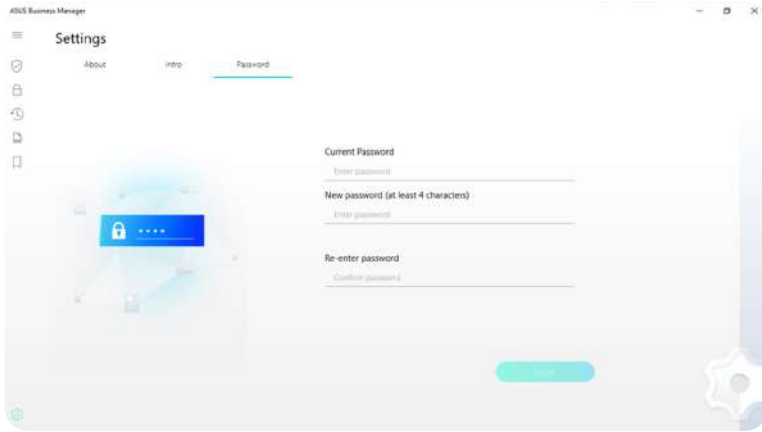 ASUS Business Manager
Settings
About Intro Password
Current Password
Enter password
New password (at least 4 characters)
Enter password
Re-enter password
Confirm password
Save